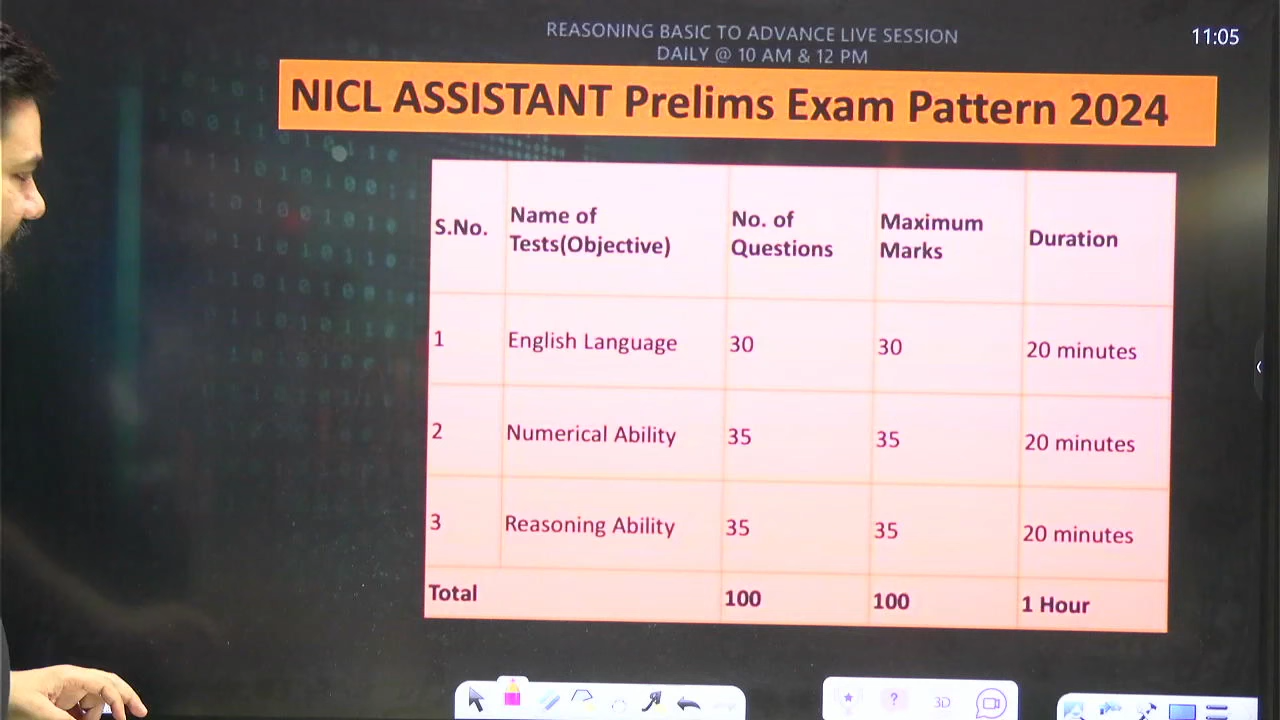 REASONING BASIC TO ADVANCE LIVE SESSION
DAILY @ 10 AM & 12 PM
11:05
NICL ASSISTANT Prelims Exam Pattern 2024
S.No.
Name of
Tests(Objective)
No. of
Questions
Maximum
Marks
Duration
1
English Language
30
30
20 minutes
2
Numerical Ability
35
35
20 minutes
3
Reasoning Ability
35
35
20 minutes
Total
100
100
1 Hour
?
3D